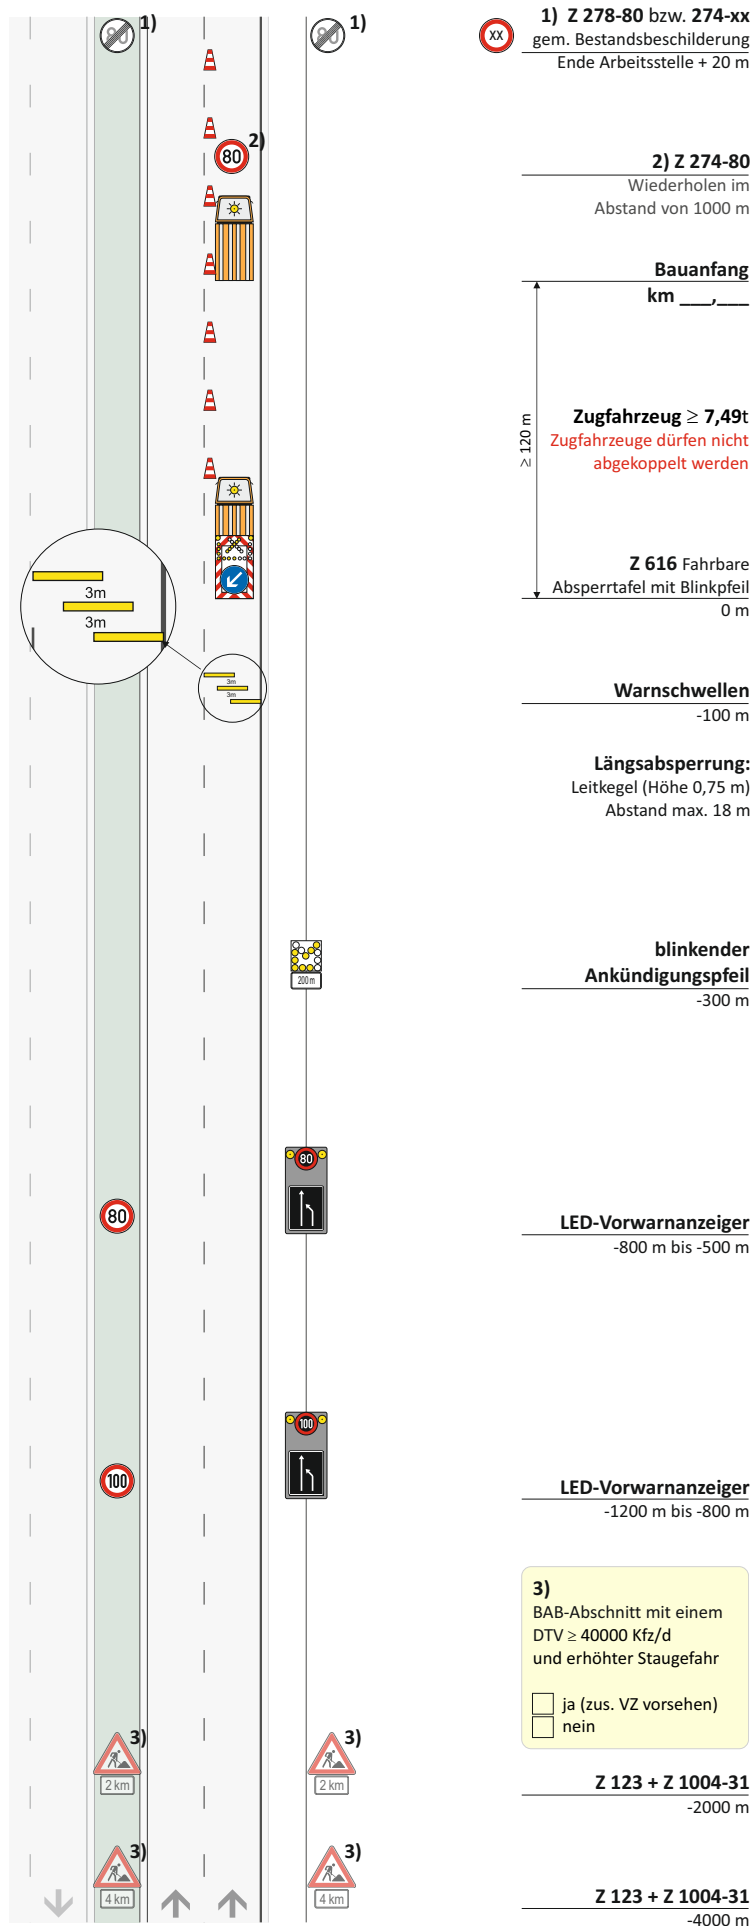 80
1)
80
1)
XX
1) Z 278-80 bzw. 274-xx
gem. Bestandsbeschilderung
Ende Arbeitsstelle + 20 m
80
2)
2) Z 274-80
Wiederholen im
Abstand von 1000 m
Bauanfang
km ___,___
≥ 120 m
Zugfahrzeug ≥ 7,49t
Zugfahrzeuge dürfen nicht
abgekoppelt werden
Z 616 Fahrbare
Absperrtafel mit Blinkpfeil
0 m
3m
3m
3m
3m
Warnschwellen
-100 m
Längsabsperrung:
Leitkegel (Höhe 0,75 m)
Abstand max. 18 m
200 m
blinkender
Ankündigungspfeil
-300 m
80
80
LED-Vorwarnanzeiger
-800 m bis -500 m
100
100
LED-Vorwarnanzeiger
-1200 m bis -800 m
3)
BAB-Abschnitt mit einem
DTV ≥ 40000 Kfz/d
und erhöhter Staugefahr
ja (zus. VZ vorsehen)
nein
3)
2 km
3)
2 km
Z 123 + Z 1004-31
-2000 m
3)
4 km
3)
4 km
Z 123 + Z 1004-31
-4000 m